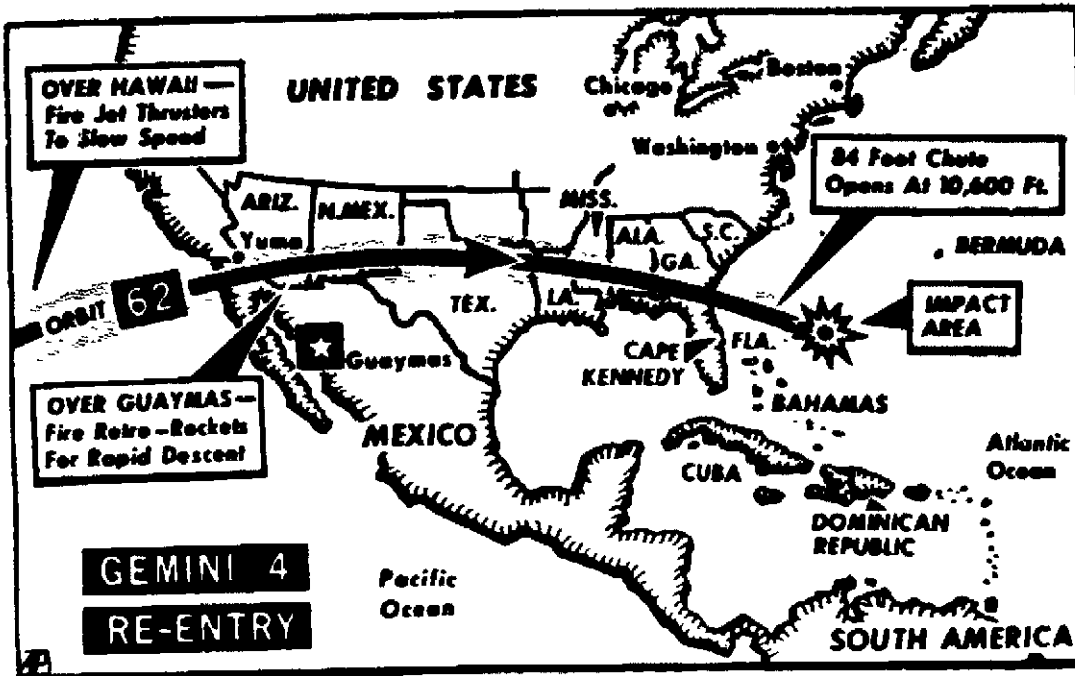 OVER HAWAII —
Fire Jet Thrusters
To Slow Speed
UNITED STATES
Chicago
Boston
Washington
84 Foot Chute
Opens At 10,600 Ft.
ARIZ.
N.MEX.
MISS.
ALA.
S.C.
GA.
Yuma
BERMUDA
ORBIT 62
TEX.
LA.
IMPACT
AREA
FLA.
CAPE
KENNEDY
Guaymas
OVER GUAYMAS —
Fire Retro-Rockets
For Rapid Descent
MEXICO
BAHAMAS
CUBA
Atlantic
Ocean
DOMINICAN
REPUBLIC
GEMINI 4
RE-ENTRY
Pacific
Ocean
SOUTH AMERICA
AP